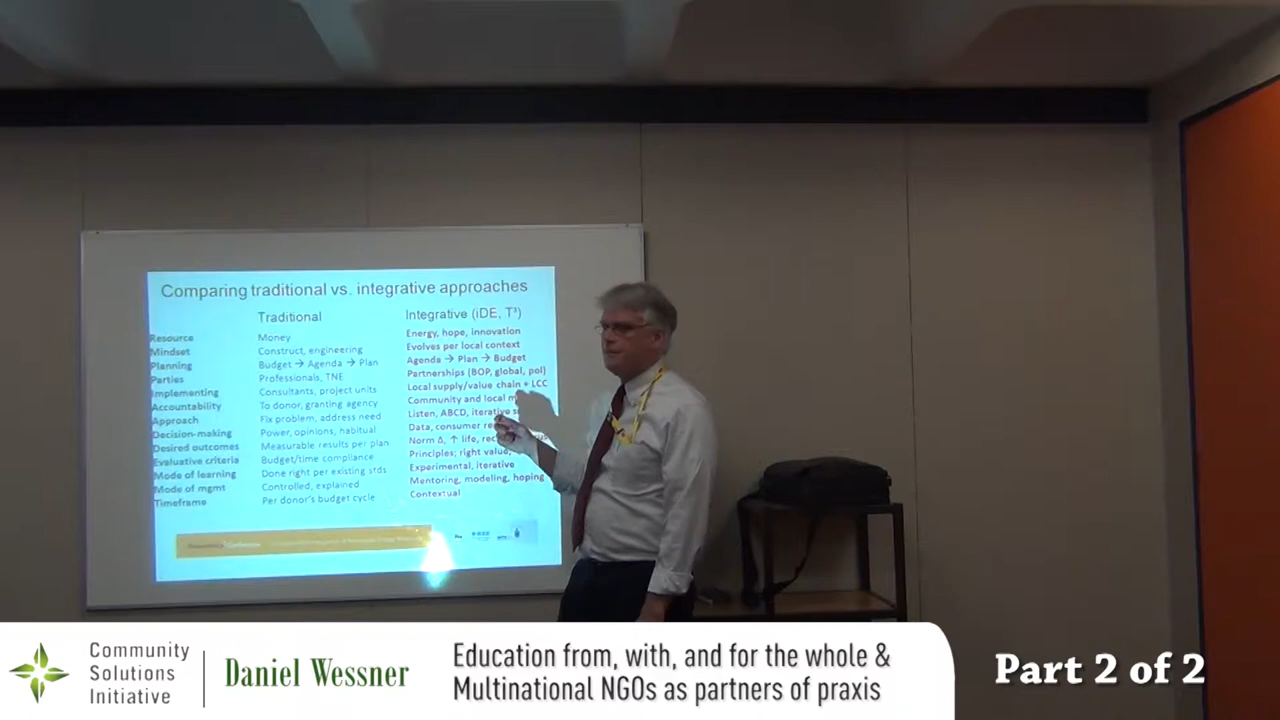 Comparing traditional vs. integrative approaches
Traditional Integrative (iDE, T³)
Resource Money Energy, hope, innovation
Mindset Construct, engineering Evolves per local context
Planning Budget → Agenda → Plan Agenda → Plan → Budget
Parties Professionals, TNE Partnerships (BOP, global, pol)
Implementing Consultants, project units Local supply/value chain + LCC
Accountability To donor, granting agency Community and local
Approach Fix problem, address need Listen, ABCD, iterative
Decision-making Power, opinions, habitual Data, consumer
Desired outcomes Measurable results per plan Norm Δ, ↑ life,
Evaluative criteria Budget/time compliance Principles; right value,
Mode of learning Done right per existing stds Experimental, iterative
Mode of mgmt Controlled, explained Mentoring, modeling, hoping
Timeframe Per donor's budget cycle Contextual
Community
Solutions
Initiative
Daniel Wessner
Education from, with, and for the whole &
Multinational NGOs as partners of praxis
Part 2 of 2